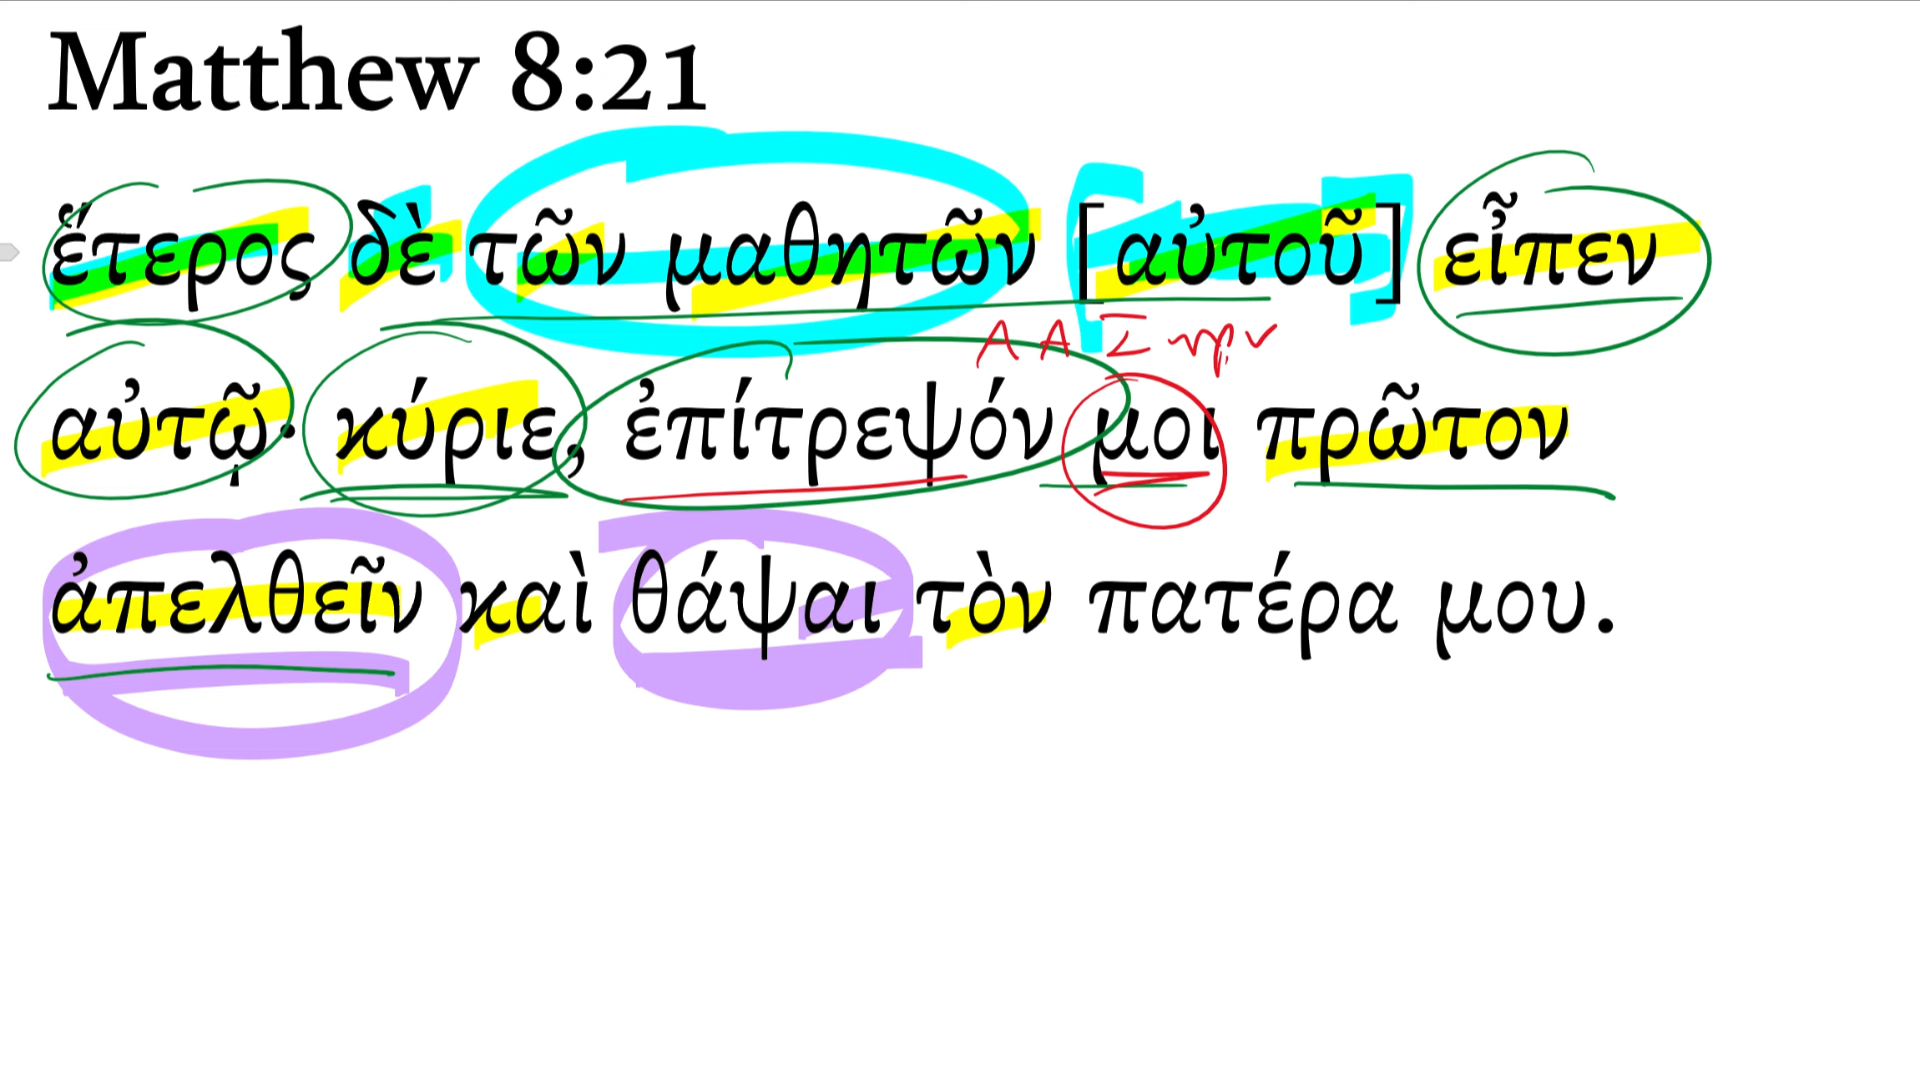 Matthew 8:21
ἕτερος δὲ τῶν μαθητῶν [αὐτοῦ] εἶπεν
αὐτῷ· κύριε, ἐπίτρεψόν μοι πρῶτον
ἀπελθεῖν καὶ θάψαι τὸν πατέρα μου.